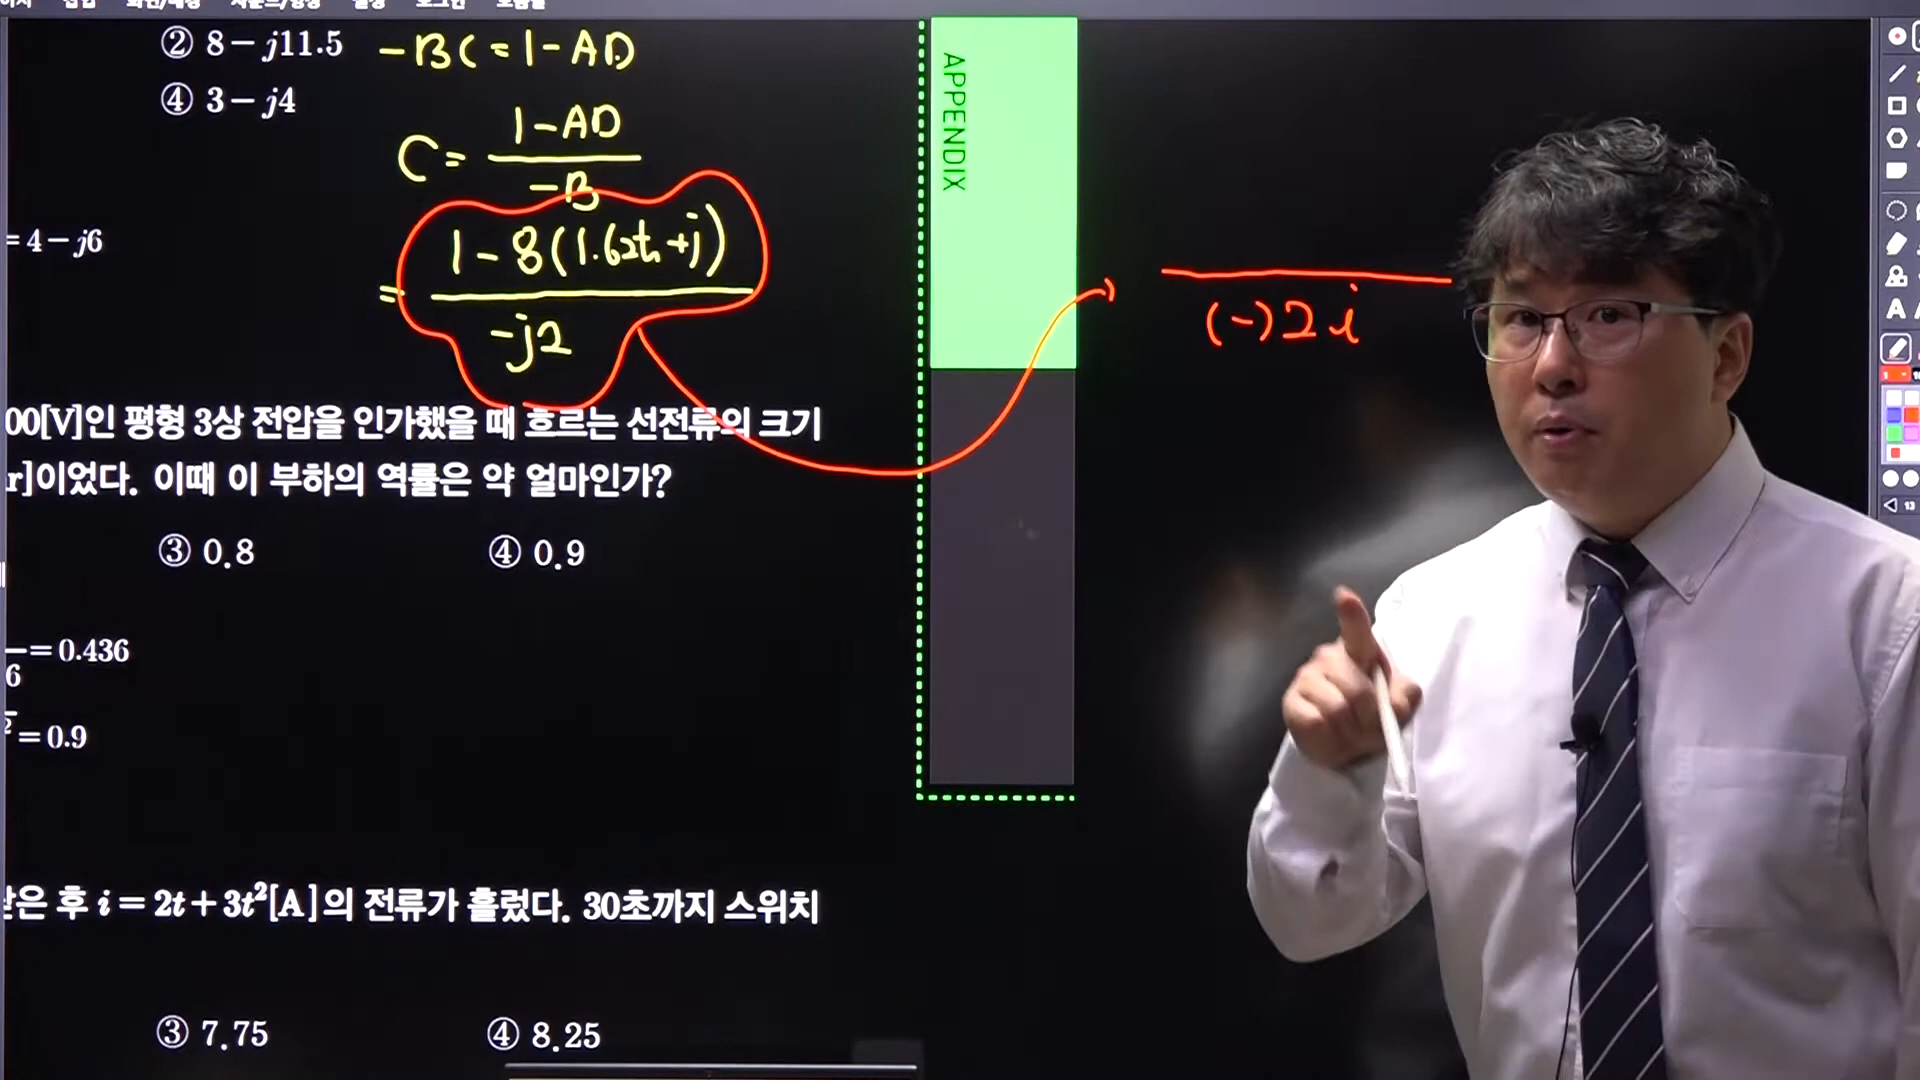 ② 8−j11.5
−BC = 1−AD
④ 3−j4
C = \frac{1−AD}{−B}
= 4−j6
= \frac{1−8(1.625+j)}{−j2}
(−)2i
APPENDIX
00[V]인 평형 3상 전압을 인가했을 때 흐르는 선전류의 크기
r]이었다. 이때 이 부하의 역률은 약 얼마인가?
③ 0.8 ④ 0.9
= 0.436
6
2
= 0.9
은 후 i = 2t+3t²[A]의 전류가 흘렀다. 30초까지 스위치
③ 7.75 ④ 8.25
13